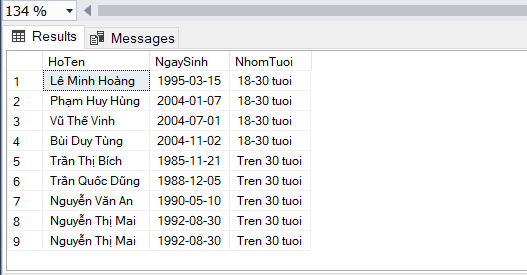 134 %
Results Messages
HoTen NgaySinh NhomTuoi
1 Lê Minh Hoàng 1995-03-15 18-30 tuoi
2 Phạm Huy Hùng 2004-01-07 18-30 tuoi
3 Vũ Thế Vinh 2004-07-01 18-30 tuoi
4 Bùi Duy Tùng 2004-11-02 18-30 tuoi
5 Trần Thị Bích 1985-11-21 Tren 30 tuoi
6 Trần Quốc Dũng 1988-12-05 Tren 30 tuoi
7 Nguyễn Văn An 1990-05-10 Tren 30 tuoi
8 Nguyễn Thị Mai 1992-08-30 Tren 30 tuoi
9 Nguyễn Thị Mai 1992-08-30 Tren 30 tuoi